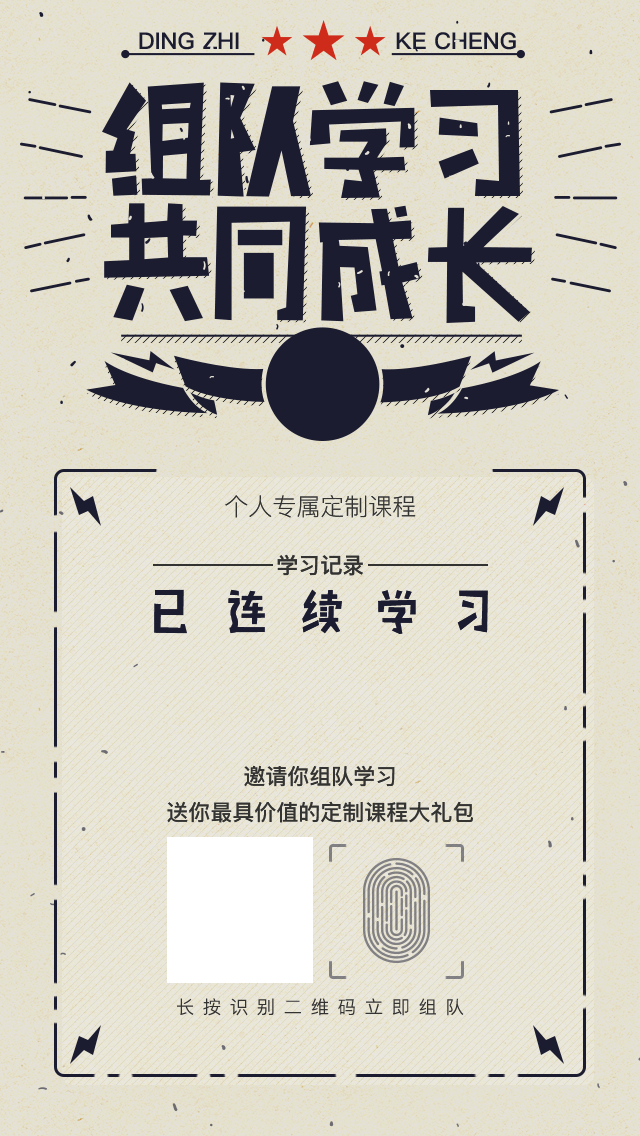 DING ZHI KE CHENG
组队学习
共同成长
个人专属定制课程
学习记录
已连续学习
邀请你组队学习
送你最具价值的定制课程大礼包
长按识别二维码立即组队